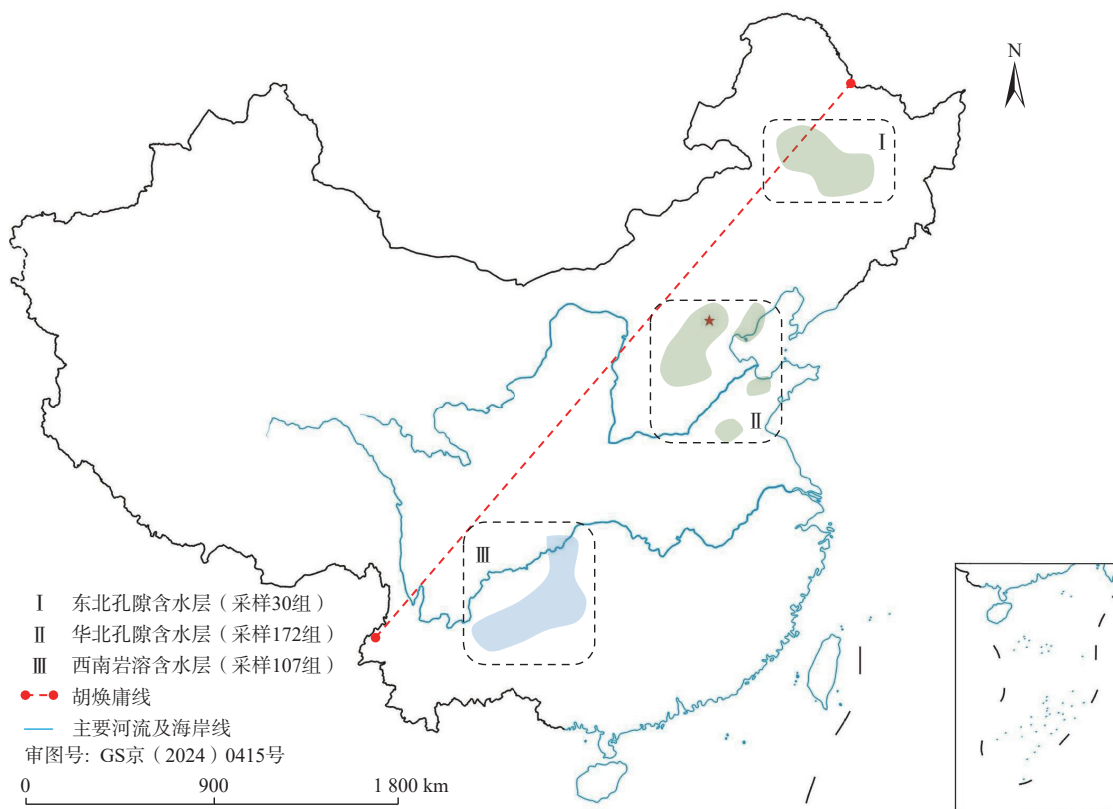 N
Ⅰ
Ⅱ
Ⅲ
Ⅰ 东北孔隙含水层（采样30组）
Ⅱ 华北孔隙含水层（采样172组）
Ⅲ 西南岩溶含水层（采样107组）
胡焕庸线
主要河流及海岸线
审图号: GS京（2024）0415号
0 900 1 800 km